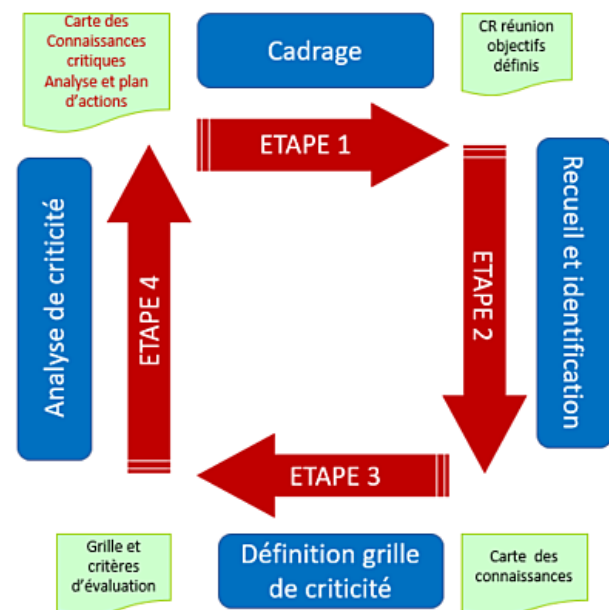 Carte des
Connaissances
critiques
Analyse et plan
d'actions
Cadrage
CR réunion
objectifs
définis
ETAPE 1
Recueil et identification
ETAPE 2
Analyse de criticité
ETAPE 4
ETAPE 3
Grille et
critères
d'évaluation
Définition grille
de criticité
Carte des
connaissances